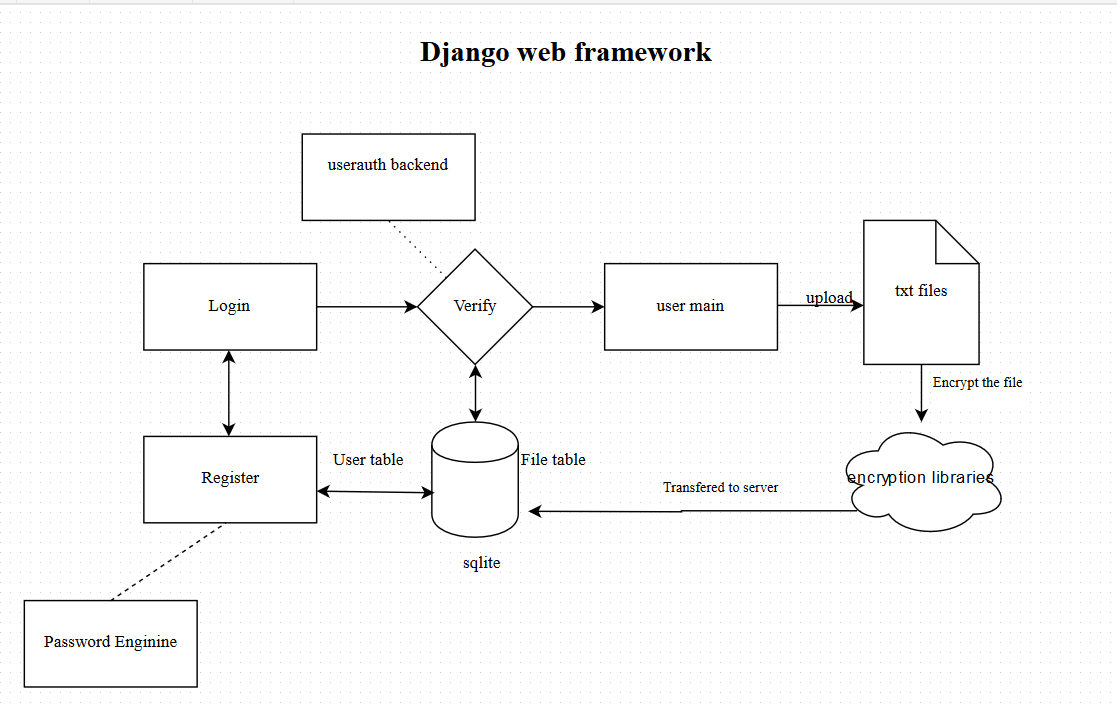 Django web framework
userauth backend
Login
Verify
user main
upload
txt files
Encrypt the file
Register
User table
File table
encryption libraries
Transfered to server
sqlite
Password Enginine